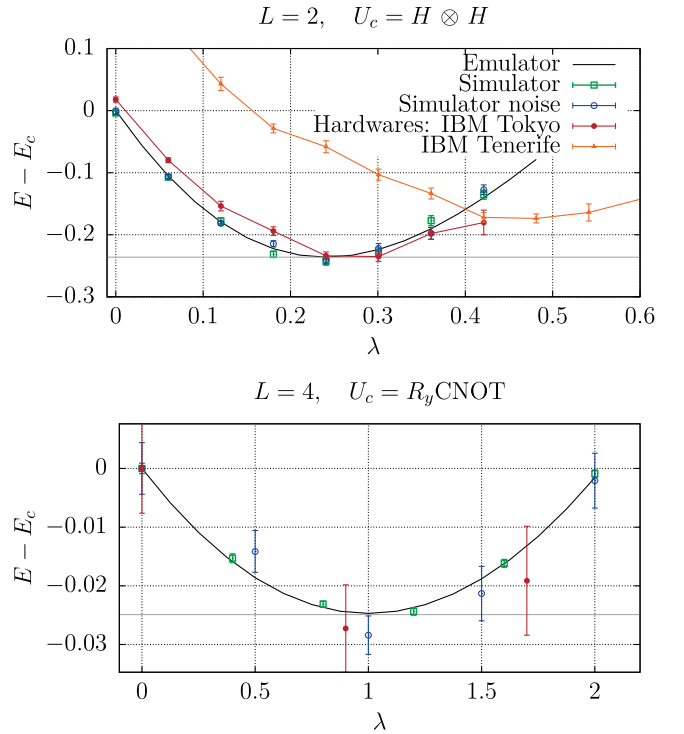 L = 2, U_c = H ⊗ H
0.1
0
−0.1
−0.2
−0.3
E − E_c
Emulator
Simulator
Simulator noise
Hardwares: IBM Tokyo
IBM Tenerife
0 0.1 0.2 0.3 0.4 0.5 0.6
λ
L = 4, U_c = R_yCNOT
0
−0.01
−0.02
−0.03
E − E_c
0 0.5 1 1.5 2
λ